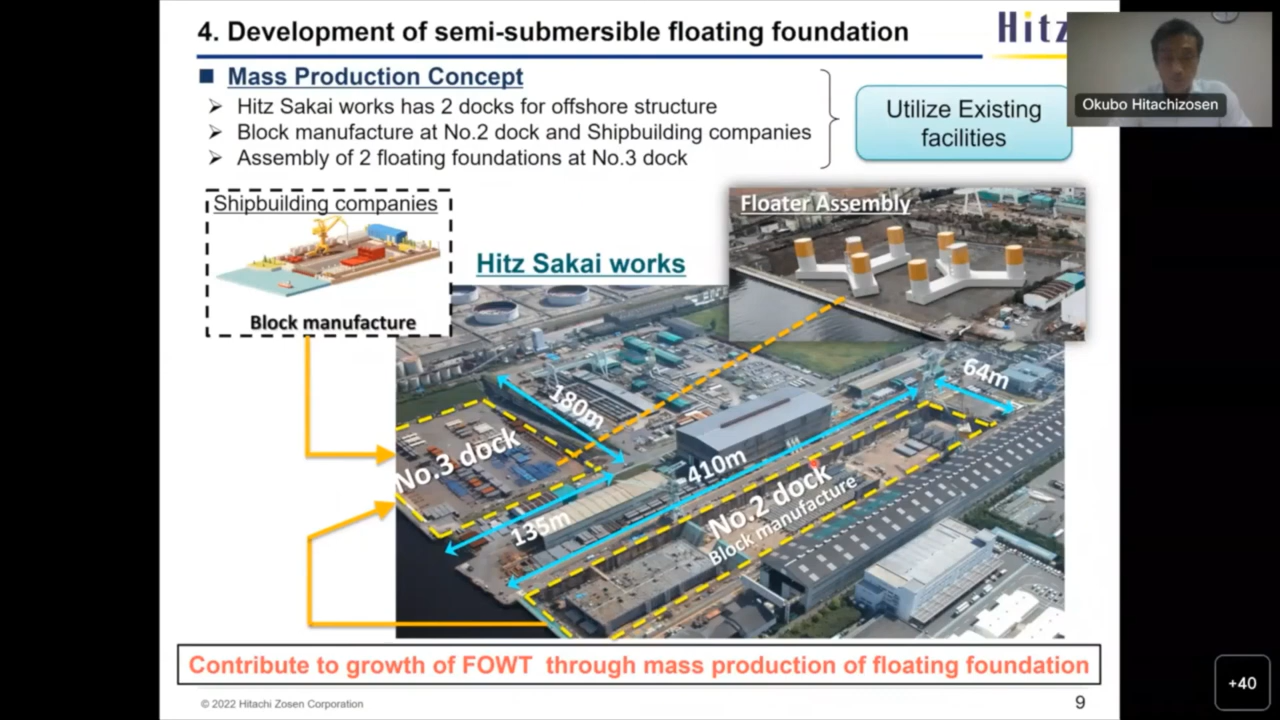 4. Development of semi-submersible floating foundation
Hitz
Okubo Hitachizosen
■ Mass Production Concept
➢ Hitz Sakai works has 2 docks for offshore structure
➢ Block manufacture at No.2 dock and Shipbuilding companies
➢ Assembly of 2 floating foundations at No.3 dock
Utilize Existing
facilities
Shipbuilding companies
Block manufacture
Hitz Sakai works
Floater Assembly
180m
64m
No.3 dock
410m
135m
No.2 dock
Block manufacture
Contribute to growth of FOWT through mass production of floating foundation
© 2022 Hitachi Zosen Corporation
9
+40